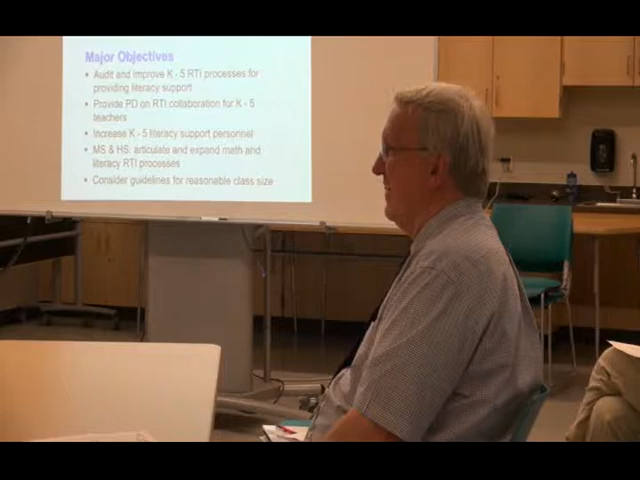 Major Objectives
• Audit and improve K - 5 RTI processes for
providing literacy support
• Provide PD on RTI collaboration for K - 5
teachers
• Increase K - 5 literacy support personnel
• MS & HS: articulate and expand math and
literacy RTI processes
• Consider guidelines for reasonable class size